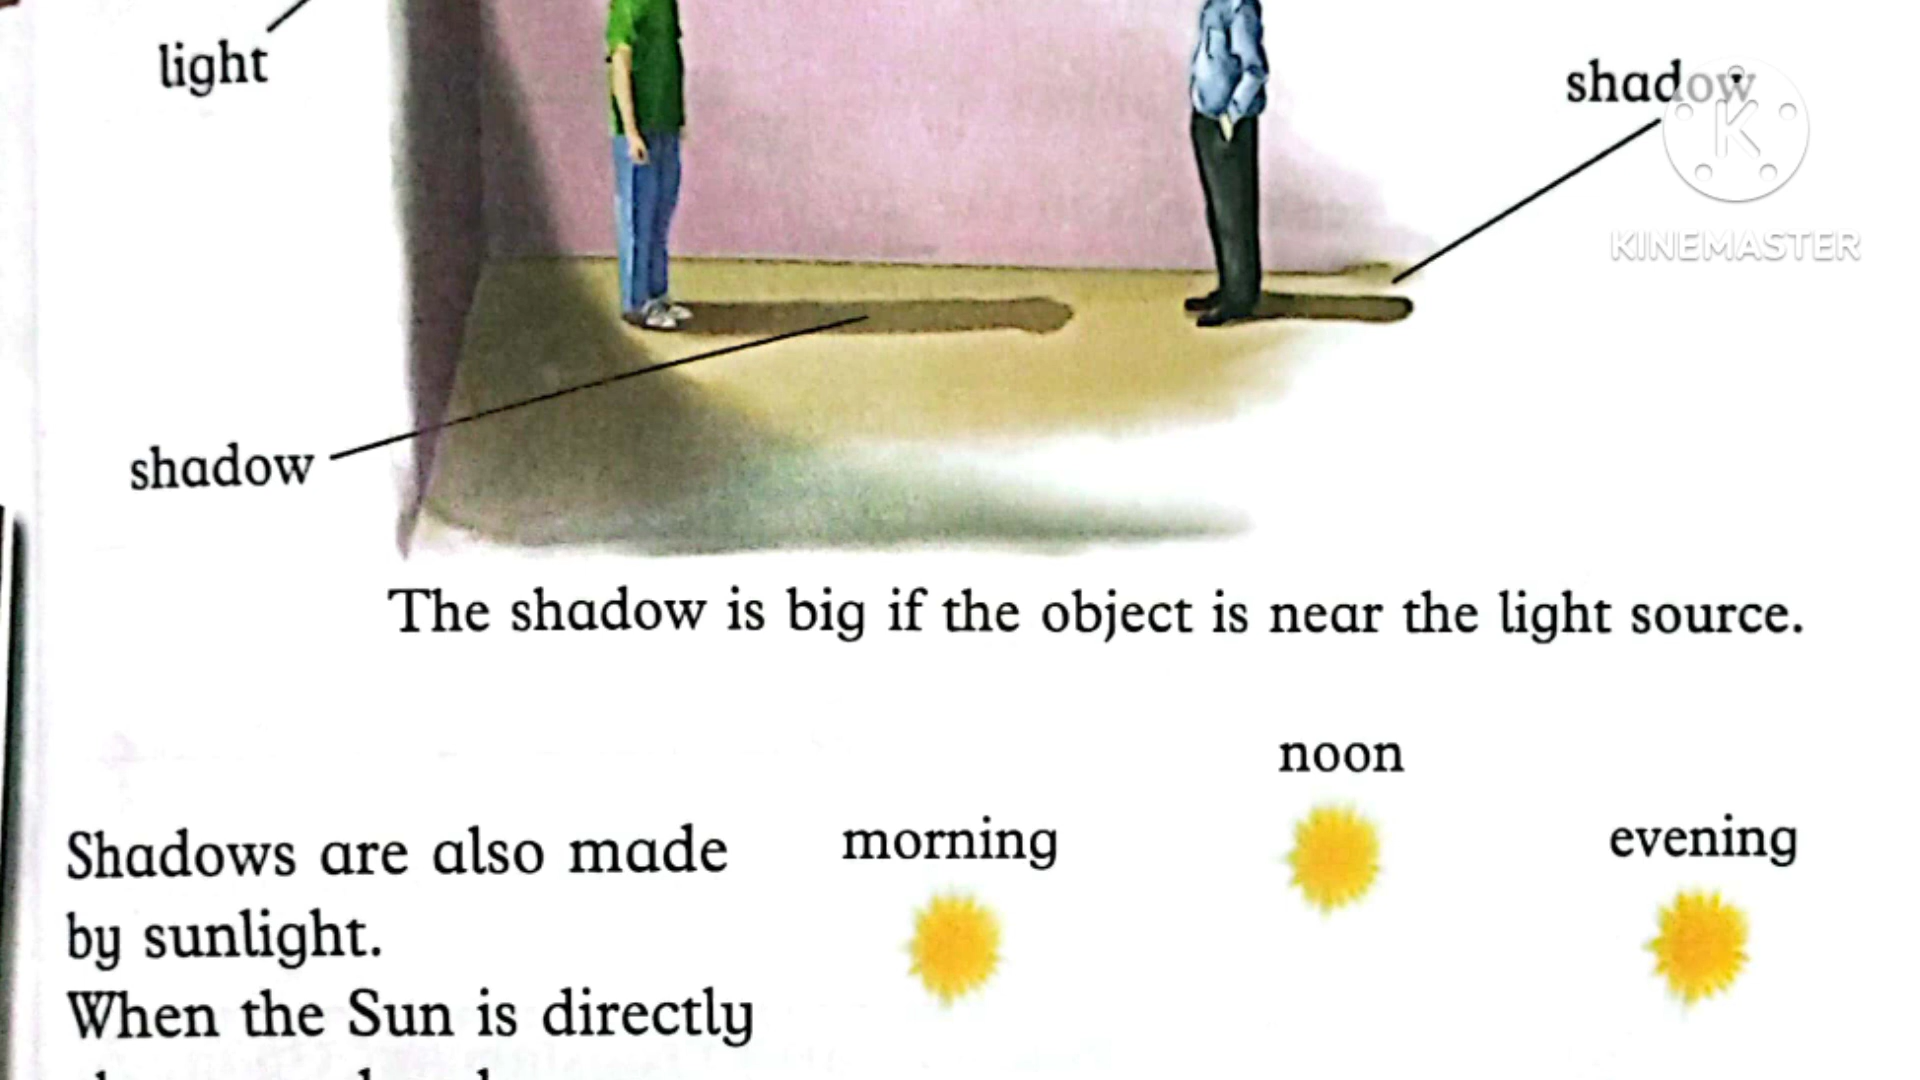 light
shadow
K
KINEMASTER
shadow
The shadow is big if the object is near the light source.
noon
morning
evening
Shadows are also made
by sunlight.
When the Sun is directly